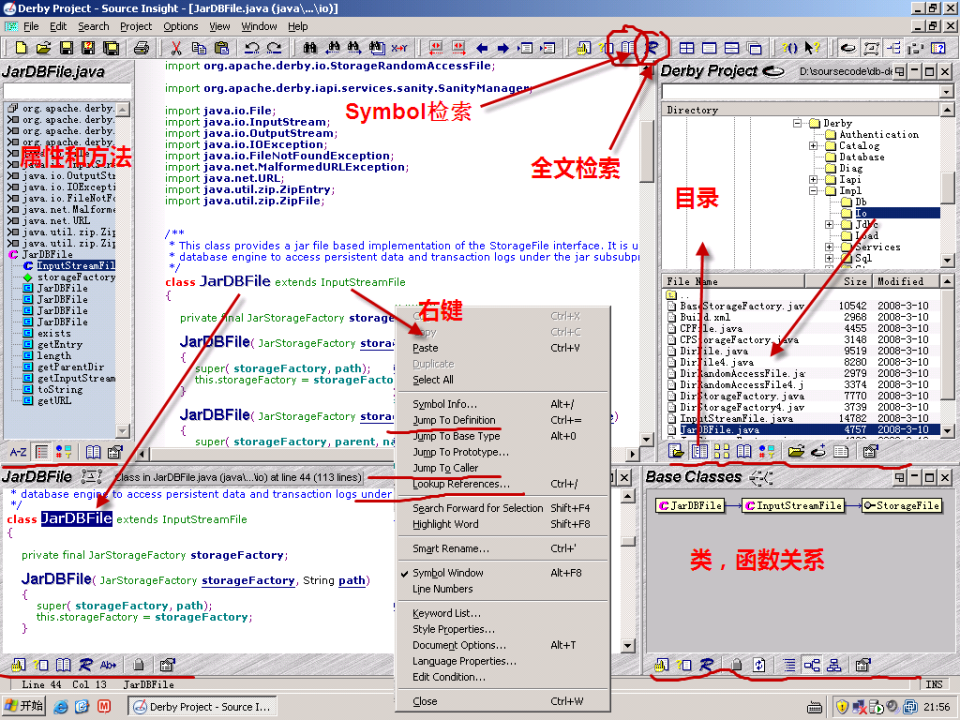 Derby Project - Source Insight - [JarDBFile.java (java\...\io)]
File Edit Search Project Options View Window Help
JarDBFile.java
org.apache.derby.
org.apache.derby.
org.apache.derby.
org.apache.derby.
属性和方法
java.io.OutputStr
java.io.IOExcepti
java.io.FileNotFo
java.net.Malforme
java.net.URL
java.util.zip.Zip
java.util.zip.Zip
JarDBFile
InputStreamFil
storageFactory
JarDBFile
JarDBFile
JarDBFile
JarDBFile
exists
getEntry
length
getParentDir
getInputStream
toString
getURL
A-Z
import org.apache.derby.io.StorageRandomAccessFile;
import org.apache.derby.iapi.services.sanity.SanityManager;
Symbol检索
import java.io.File;
import java.io.InputStream;
import java.io.OutputStream;
import java.io.IOException;
import java.io.FileNotFoundException;
import java.net.MalformedURLException;
import java.net.URL;
import java.util.zip.ZipEntry;
import java.util.zip.ZipFile;
全文检索
/**
* This class provides a jar file based implementation of the StorageFile interface. It is u
* database engine to access persistent data and transaction logs under the jar subsubpr
*/
class JarDBFile extends InputStreamFile
{
private final JarStorageFactory storage
JarDBFile( JarStorageFactory stora
{
super( storageFactory, path);
this.storageFactory = storageFacto
}
JarDBFile( JarStorageFactory stora
{
super( storageFactory, parent, na
右键
Ctrl+X
Ctrl+C
Paste Ctrl+V
Duplicate
Select All
Symbol Info... Alt+/
Jump To Definition Ctrl+=
Jump To Base Type Alt+0
Jump To Prototype...
Jump To Caller
Lookup References... Ctrl+/
Search Forward for Selection Shift+F4
Highlight Word Shift+F8
Smart Rename... Ctrl+'
Symbol Window Alt+F8
Line Numbers
Keyword List...
Style Properties...
Document Options... Alt+T
Language Properties...
Edit Condition...
Close Ctrl+W
Derby Project D:\sourcecode\db-de
Directory
Derby
Authentication
Catalog
Database
Diag
Iapi
Impl
Db
Io
Jdbc
Load
Services
Sql
目录
File Name Size Modified
..
BaseStorageFactory.jav 10542 2008-3-10
Build.xml 2968 2008-3-10
CPFile.java 4455 2008-3-10
CPStorageFactory.java 3148 2008-3-10
DirFile.java 9519 2008-3-10
DirFile4.java 8280 2008-3-10
DirRandomAccessFile.ja 2979 2008-3-10
DirRandomAccessFile4.j 3374 2008-3-10
DirStorageFactory.java 7770 2008-3-10
DirStorageFactory4.jav 3739 2008-3-10
InputStreamFile.java 14782 2008-3-10
JarDBFile.java 4757 2008-3-10
JarDBFile Class in JarDBFile.java (java\...\io) at line 44 (113 lines)
* database engine to access persistent data and transaction logs under
*/
class JarDBFile extends InputStreamFile
{
private final JarStorageFactory storageFactory;
JarDBFile( JarStorageFactory storageFactory, String path)
{
super( storageFactory, path);
this.storageFactory = storageFactory;
}
Base Classes
JarDBFile InputStreamFile StorageFile
类，函数关系
Line 44 Col 13 JarDBFile INS
开始 Derby Project - Source I... 21:56